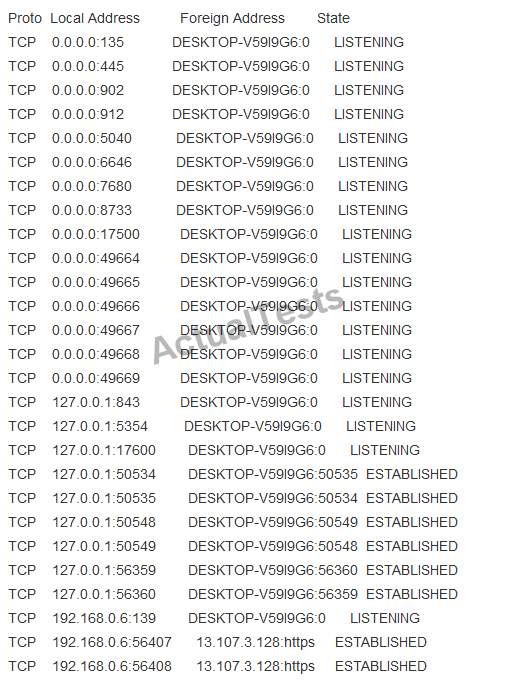 Proto Local Address Foreign Address State
TCP 0.0.0.0:135 DESKTOP-V59I9G6:0 LISTENING
TCP 0.0.0.0:445 DESKTOP-V59I9G6:0 LISTENING
TCP 0.0.0.0:902 DESKTOP-V59I9G6:0 LISTENING
TCP 0.0.0.0:912 DESKTOP-V59I9G6:0 LISTENING
TCP 0.0.0.0:5040 DESKTOP-V59I9G6:0 LISTENING
TCP 0.0.0.0:6646 DESKTOP-V59I9G6:0 LISTENING
TCP 0.0.0.0:7680 DESKTOP-V59I9G6:0 LISTENING
TCP 0.0.0.0:8733 DESKTOP-V59I9G6:0 LISTENING
TCP 0.0.0.0:17500 DESKTOP-V59I9G6:0 LISTENING
TCP 0.0.0.0:49664 DESKTOP-V59I9G6:0 LISTENING
TCP 0.0.0.0:49665 DESKTOP-V59I9G6:0 LISTENING
TCP 0.0.0.0:49666 DESKTOP-V59I9G6:0 LISTENING
TCP 0.0.0.0:49667 DESKTOP-V59I9G6:0 LISTENING
TCP 0.0.0.0:49668 DESKTOP-V59I9G6:0 LISTENING
TCP 0.0.0.0:49669 DESKTOP-V59I9G6:0 LISTENING
TCP 127.0.0.1:843 DESKTOP-V59I9G6:0 LISTENING
TCP 127.0.0.1:5354 DESKTOP-V59I9G6:0 LISTENING
TCP 127.0.0.1:17600 DESKTOP-V59I9G6:0 LISTENING
TCP 127.0.0.1:50534 DESKTOP-V59I9G6:50535 ESTABLISHED
TCP 127.0.0.1:50535 DESKTOP-V59I9G6:50534 ESTABLISHED
TCP 127.0.0.1:50548 DESKTOP-V59I9G6:50549 ESTABLISHED
TCP 127.0.0.1:50549 DESKTOP-V59I9G6:50548 ESTABLISHED
TCP 127.0.0.1:56359 DESKTOP-V59I9G6:56360 ESTABLISHED
TCP 127.0.0.1:56360 DESKTOP-V59I9G6:56359 ESTABLISHED
TCP 192.168.0.6:139 DESKTOP-V59I9G6:0 LISTENING
TCP 192.168.0.6:56407 13.107.3.128:https ESTABLISHED
TCP 192.168.0.6:56408 13.107.3.128:https ESTABLISHED
ActualTests